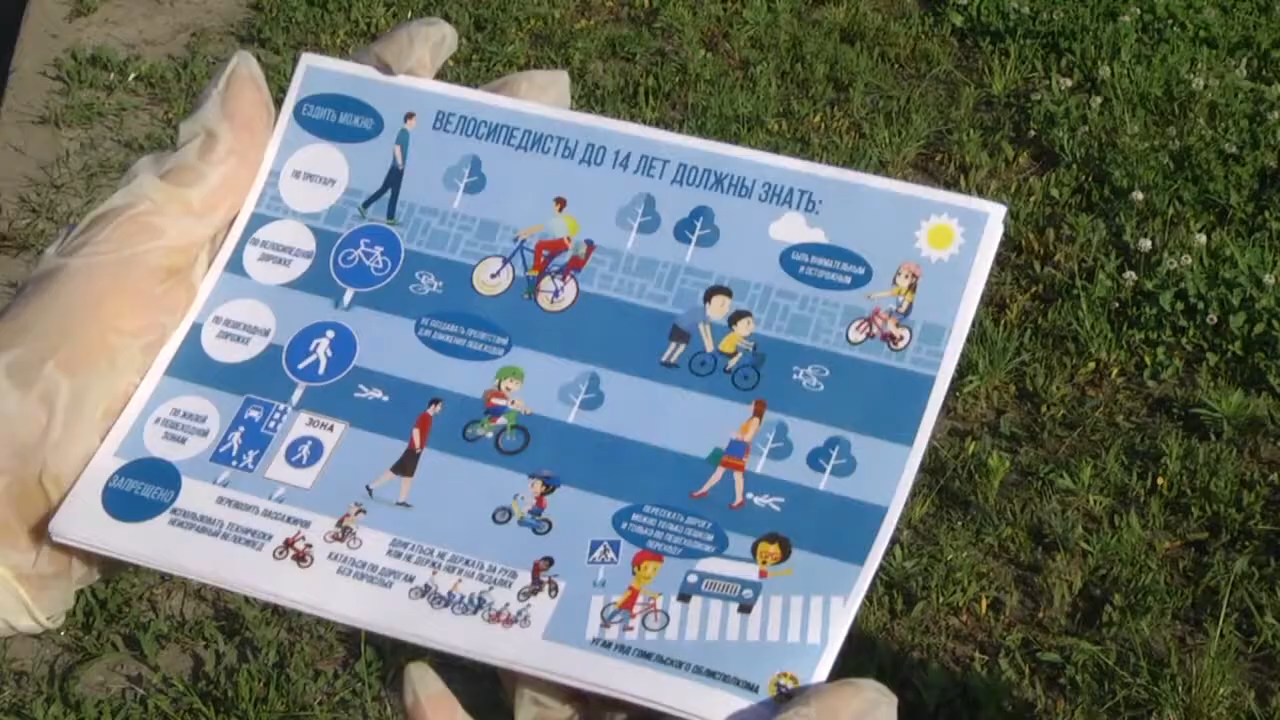 ВЕЛОСИПЕДИСТЫ ДО 14 ЛЕТ ДОЛЖНЫ ЗНАТЬ:
ЕЗДИТЬ МОЖНО:
ПО ТРОТУАРУ
ПО ВЕЛОСИПЕДНОЙ
ДОРОЖКЕ
БЫТЬ ВНИМАТЕЛЬНЫМ
И ОСТОРОЖНЫМ
ПО ПЕШЕХОДНОЙ
ДОРОЖКЕ
НЕ СОЗДАВАТЬ ПРЕПЯТСТВИЙ
ДЛЯ ДВИЖЕНИЯ ПЕШЕХОДОВ
ПО ЖИЛОЙ
И ПЕШЕХОДНОЙ
ЗОНАМ
ЗОНА
ПЕРЕСЕКАТЬ ДОРОГУ
МОЖНО ТОЛЬКО ПЕШКОМ
И ТОЛЬКО ПО ПЕШЕХОДНОМУ
ПЕРЕХОДУ
ЗАПРЕЩЕНО
ПЕРЕВОЗИТЬ ПАССАЖИРОВ
ИСПОЛЬЗОВАТЬ ТЕХНИЧЕСКИ
НЕИСПРАВНЫЙ ВЕЛОСИПЕД
ДВИГАТЬСЯ, НЕ ДЕРЖАСЬ ЗА РУЛЬ
ИЛИ НЕ ДЕРЖА НОГИ НА ПЕДАЛЯХ
КАТАТЬСЯ ПО ДОРОГАМ
БЕЗ ВЗРОСЛЫХ
УГАИ УВД ГОМЕЛЬСКОГО ОБЛИСПОЛКОМА